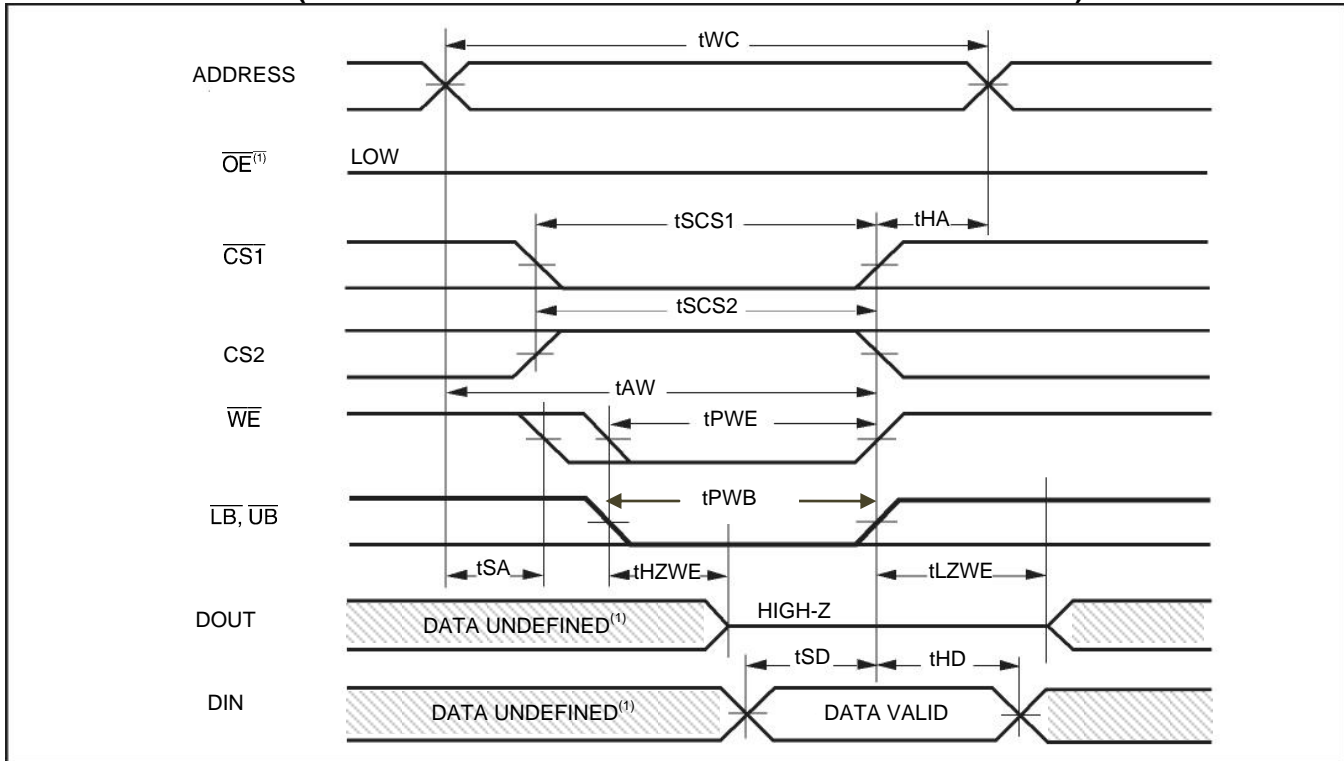 tWC
ADDRESS
OE(1)
LOW
tSCS1
tHA
CS1
tSCS2
CS2
tAW
WE
tPWE
tPWB
LB, UB
tSA
tHZWE
tLZWE
DOUT
DATA UNDEFINED(1)
HIGH-Z
tSD
tHD
DIN
DATA UNDEFINED(1)
DATA VALID